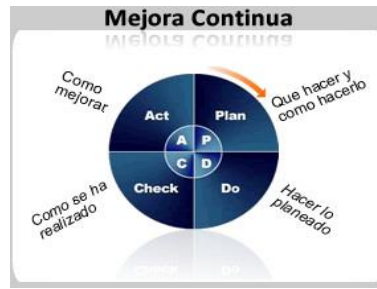 Mejora Continua
Como
mejorar
Que hacer y
como hacerlo
Act
Plan
A P
C D
Check
Do
Como se ha
realizado
Hacer lo
planeado